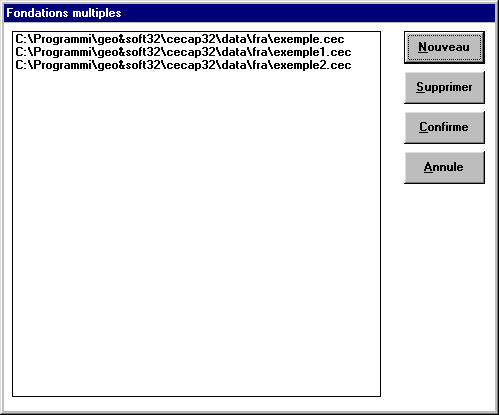 Fondations multiples
C:\Programmi\geo&soft32\cecap32\data\fra\exemple.cec
C:\Programmi\geo&soft32\cecap32\data\fra\exemple1.cec
C:\Programmi\geo&soft32\cecap32\data\fra\exemple2.cec
Nouveau
Supprimer
Confirme
Annule